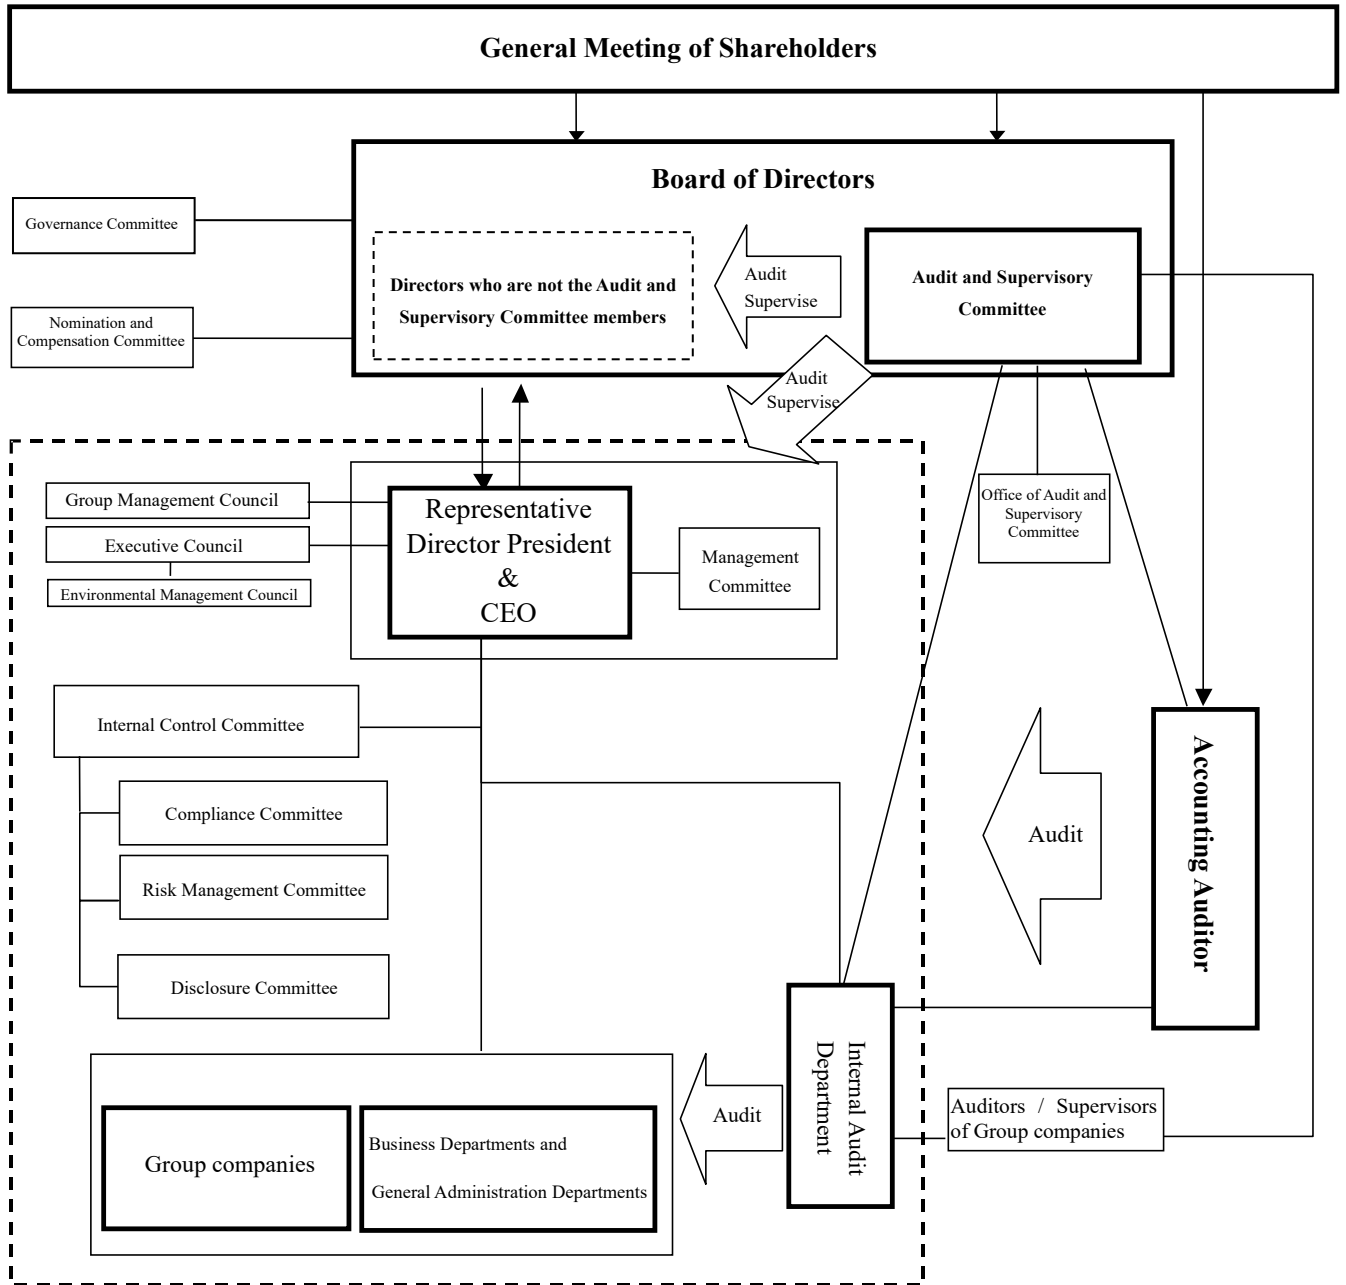 General Meeting of Shareholders
Board of Directors
Governance Committee
Directors who are not the Audit and
Supervisory Committee members
Audit
Supervise
Audit and Supervisory
Committee
Nomination and
Compensation Committee
Audit
Supervise
Group Management Council
Executive Council
Environmental Management Council
Representative
Director President
&
CEO
Management
Committee
Office of Audit and
Supervisory
Committee
Internal Control Committee
Compliance Committee
Risk Management Committee
Disclosure Committee
Audit
Accounting Auditor
Group companies
Business Departments and
General Administration Departments
Audit
Internal Audit
Department
Auditors / Supervisors
of Group companies